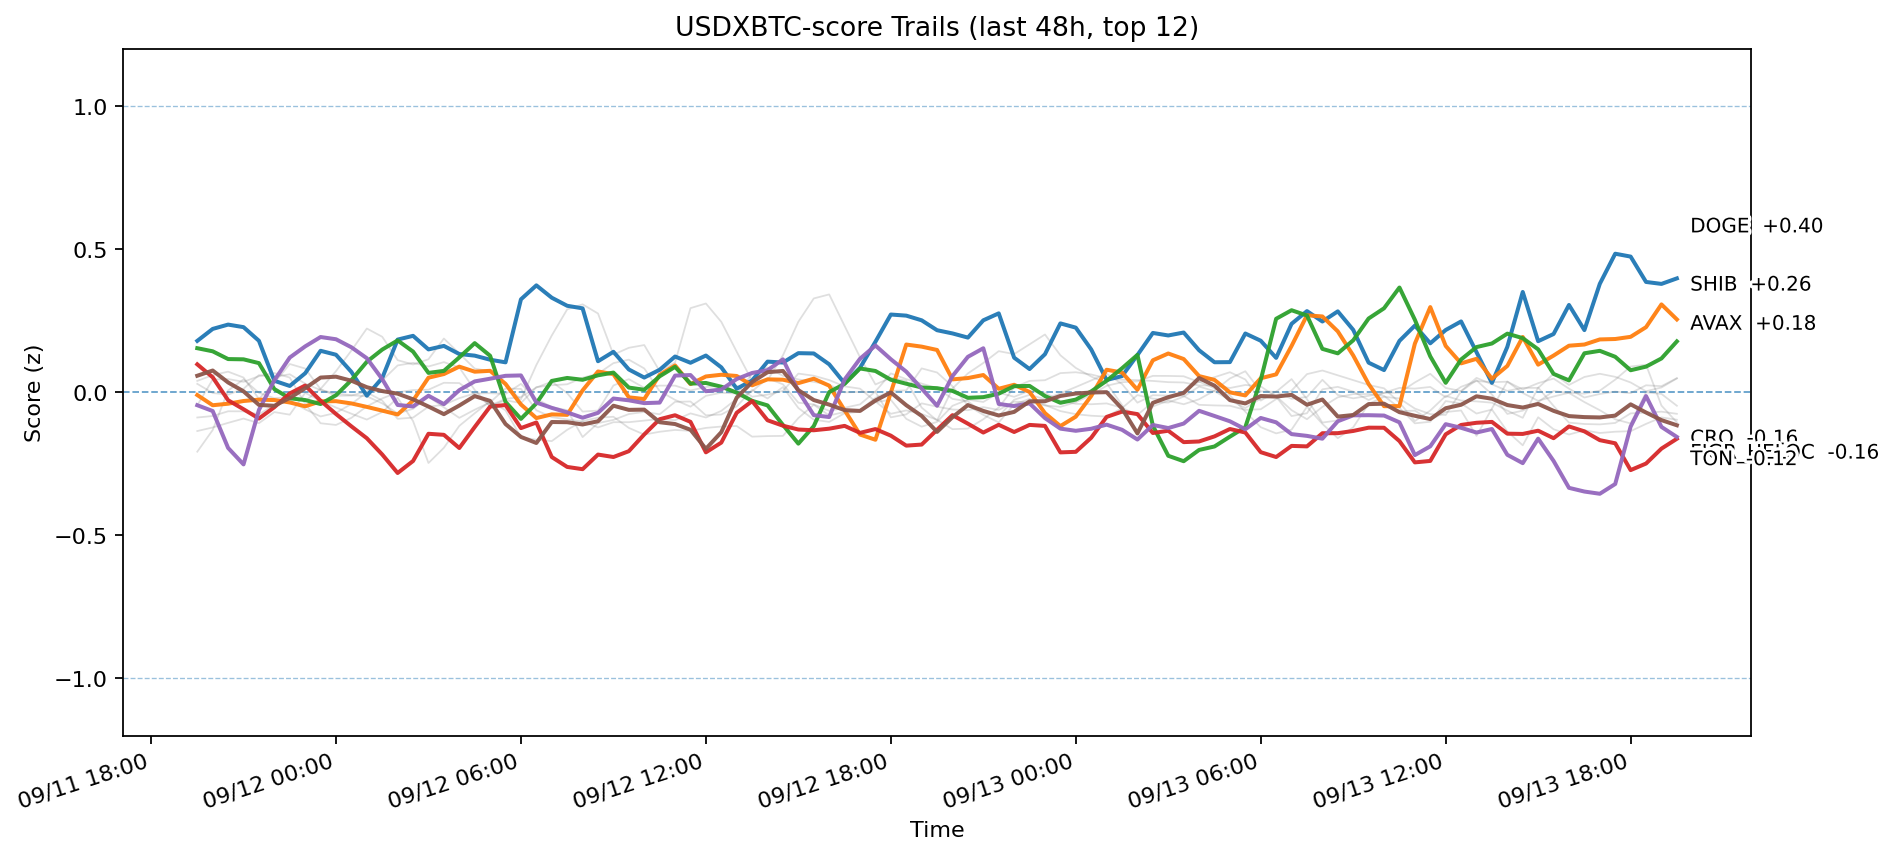 USDXBTC-score Trails (last 48h, top 12)
Score (z)
1.0
0.5
0.0
−0.5
−1.0
DOGE +0.40
SHIB +0.26
AVAX +0.18
CRO -0.16
-0.16
TON -0.12
09/11 18:00
09/12 00:00
09/12 06:00
09/12 12:00
09/12 18:00
09/13 00:00
09/13 06:00
09/13 12:00
09/13 18:00
Time